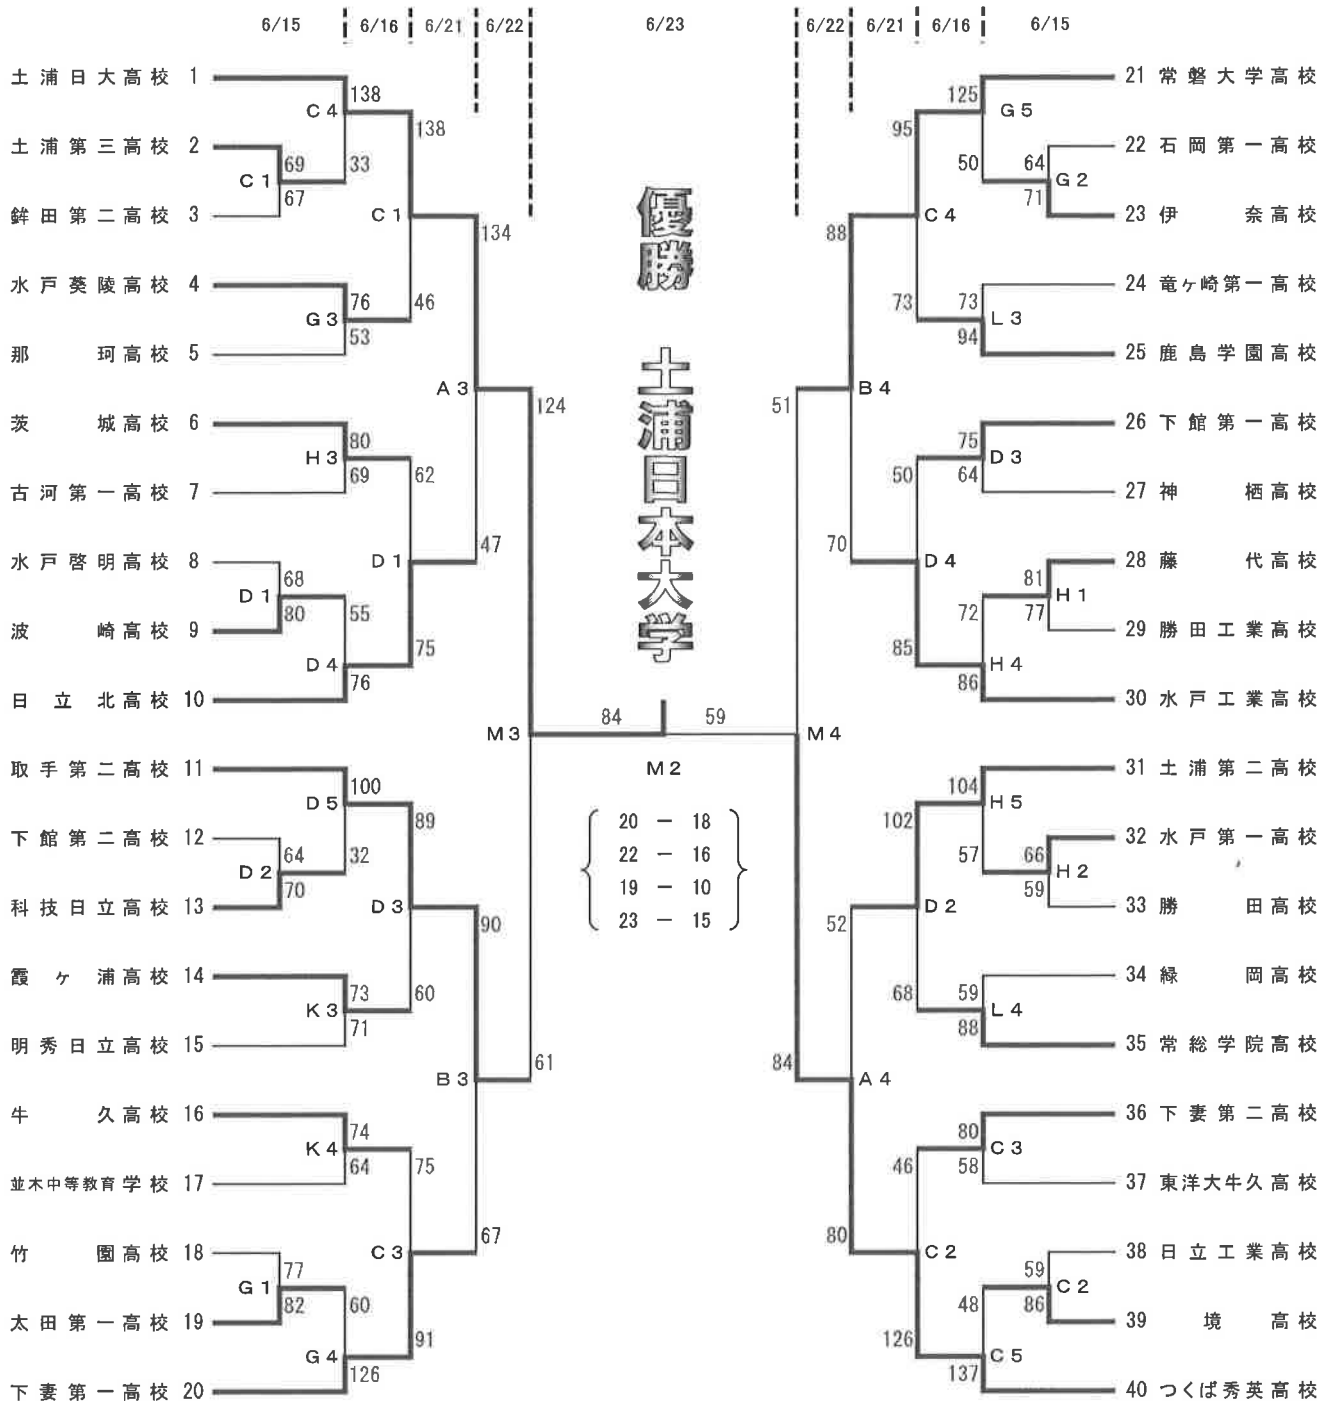 6/15 6/16 6/21 6/22 6/23 6/22 6/21 6/16 6/15
土浦日大高校 1
土浦第三高校 2
鉾田第二高校 3
水戸葵陵高校 4
那珂高校 5
茨城高校 6
古河第一高校 7
水戸啓明高校 8
波崎高校 9
日立北高校 10
取手第二高校 11
下館第二高校 12
科技日立高校 13
霞ヶ浦高校 14
明秀日立高校 15
牛久高校 16
並木中等教育学校 17
竹園高校 18
太田第一高校 19
下妻第一高校 20
C1 69 67
D1 68 80
D2 64 70
G1 77 82
C4 138 33
G3 76 53
H3 80 69
D4 55 76
D5 100 32
K3 73 71
K4 74 64
G4 60 126
C1 138 46
D1 62 75
D3 89 60
C3 75 91
A3 134 47
B3 90 67
M3 124 61
優勝
土浦日本大学
84 59
M2
20 － 18
22 － 16
19 － 10
23 － 15
M4 51 84
B4 88 70
A4 52 80
C4 95 73
D4 50 85
D2 102 68
C2 46 126
G5 125 50
L3 73 94
D3 75 64
H4 72 86
H5 104 57
L4 59 88
C3 80 58
C5 48 137
G2 64 71
H1 81 77
H2 66 59
C2 59 86
21 常磐大学高校
22 石岡第一高校
23 伊奈高校
24 竜ヶ崎第一高校
25 鹿島学園高校
26 下館第一高校
27 神栖高校
28 藤代高校
29 勝田工業高校
30 水戸工業高校
31 土浦第二高校
32 水戸第一高校
33 勝田高校
34 緑岡高校
35 常総学院高校
36 下妻第二高校
37 東洋大牛久高校
38 日立工業高校
39 境高校
40 つくば秀英高校